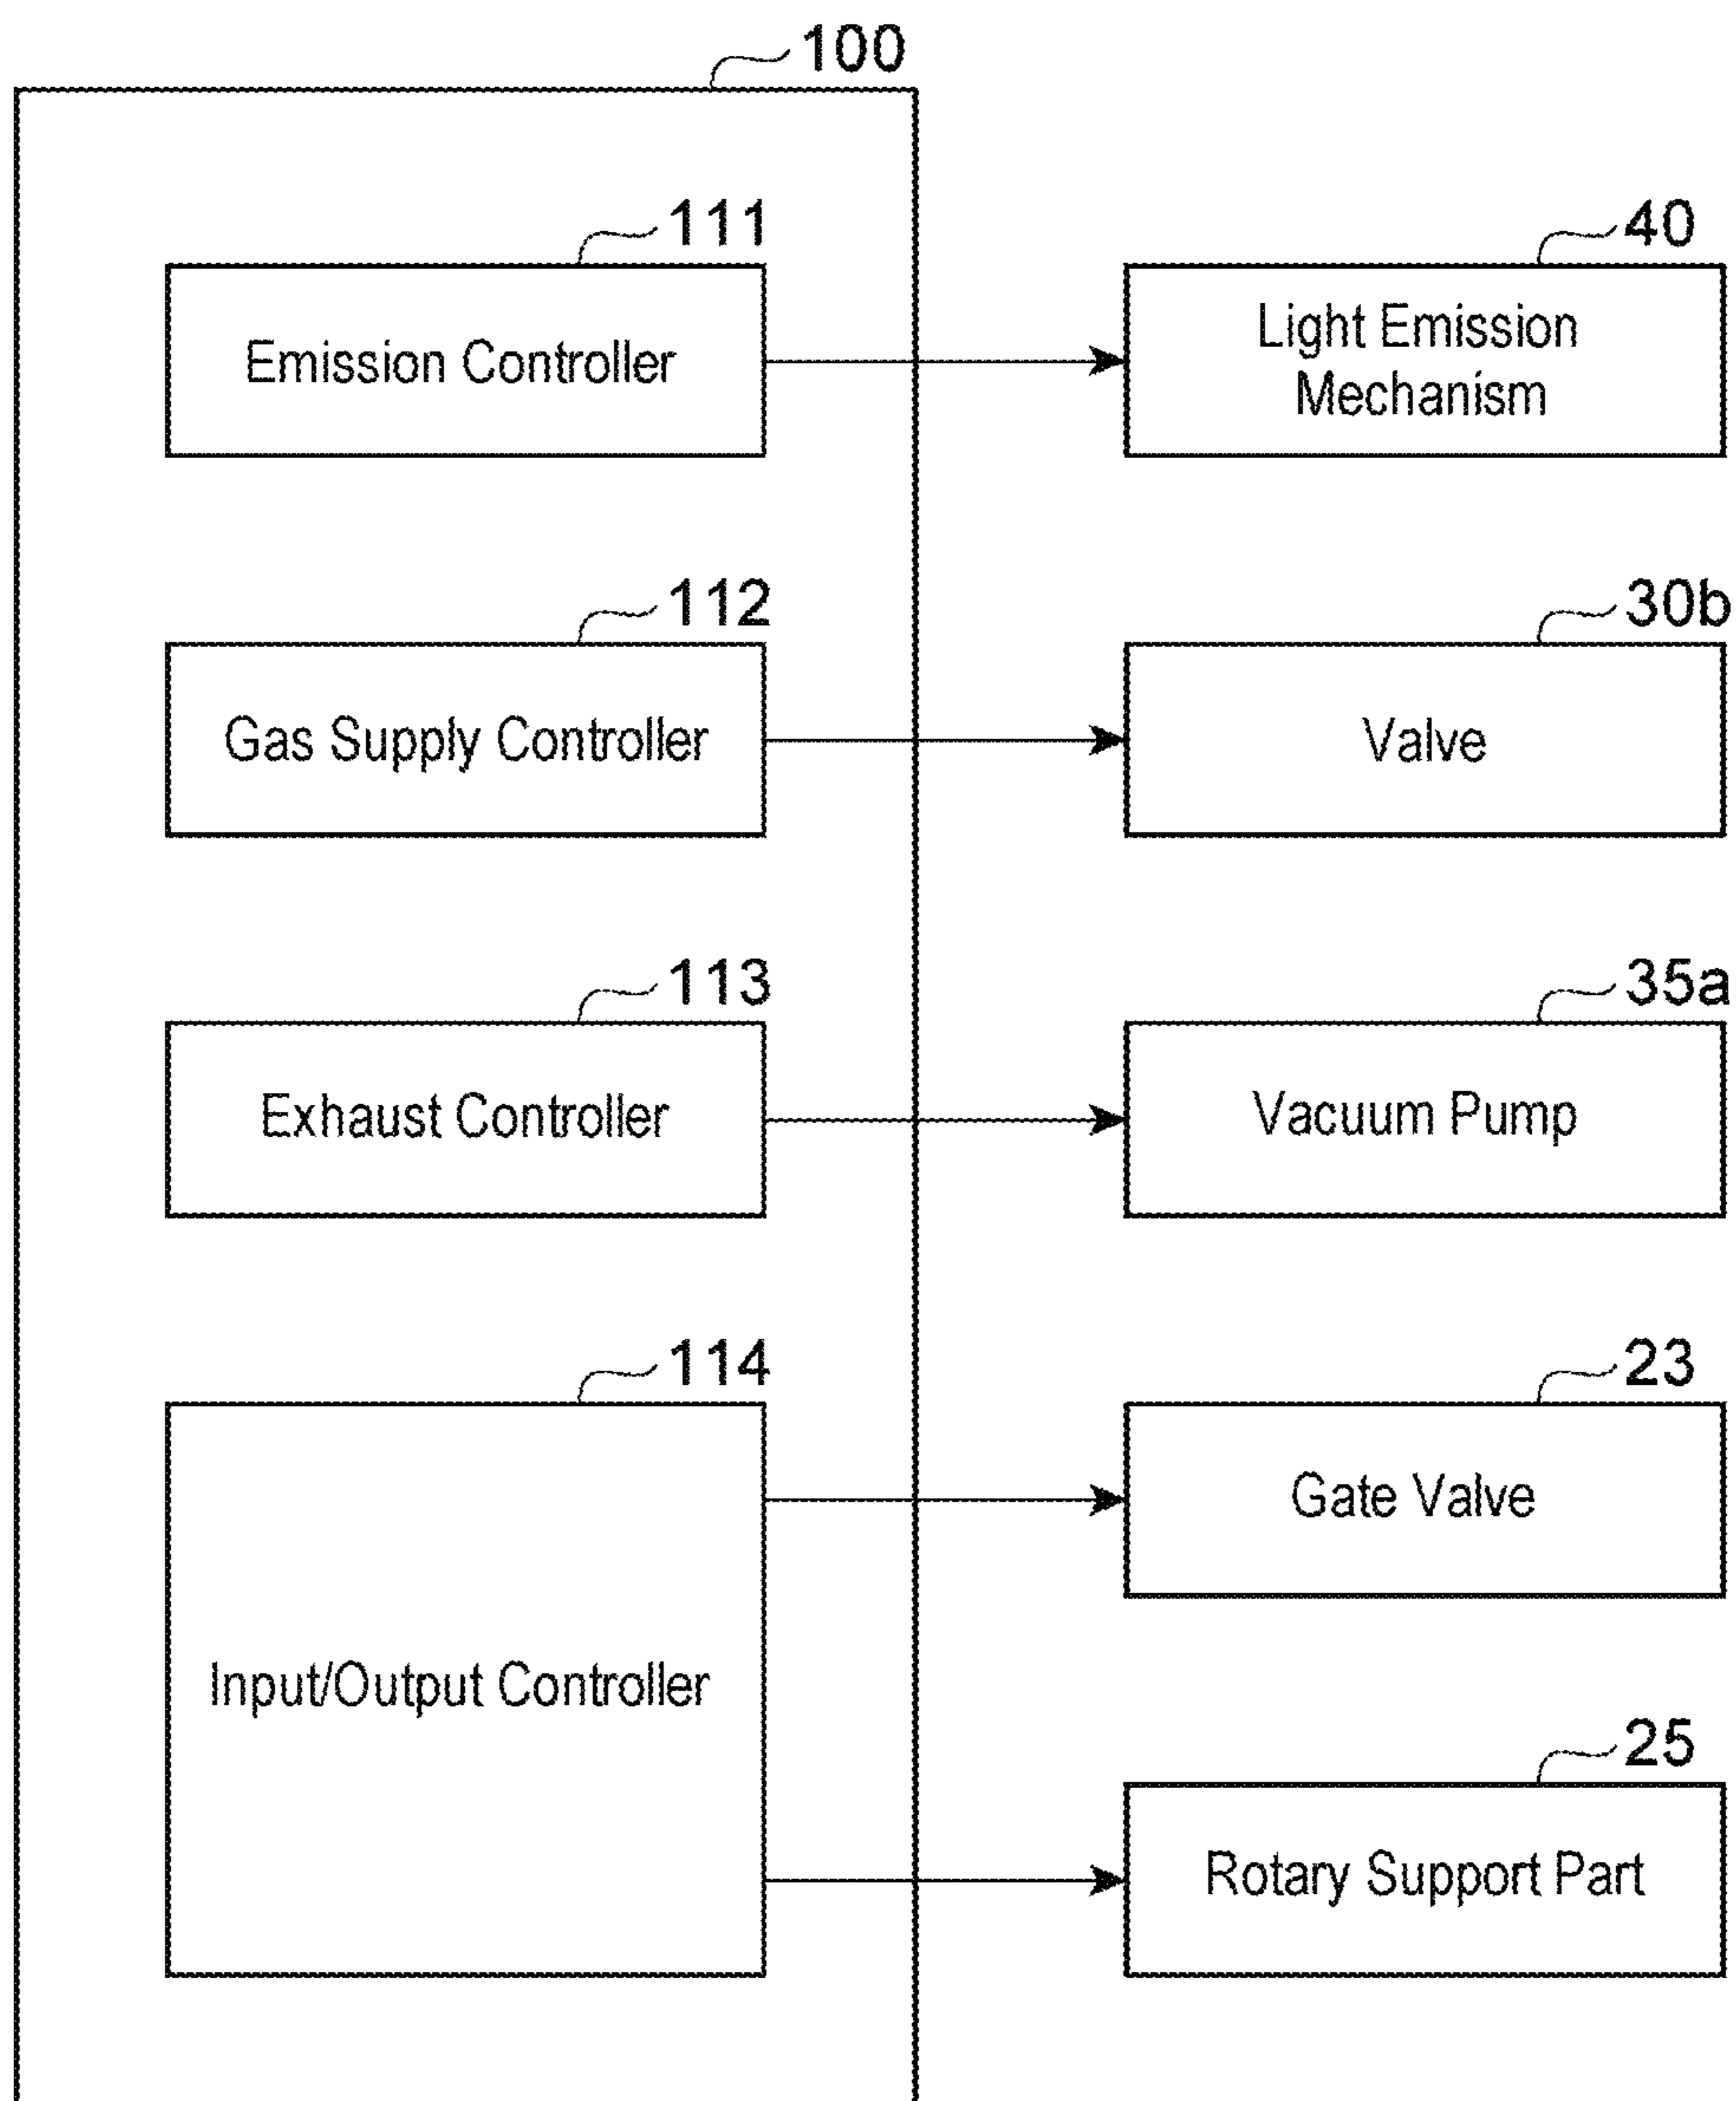 100
111
40
Emission Controller
Light Emission
Mechanism
112
30b
Gas Supply Controller
Valve
113
35a
Exhaust Controller
Vacuum Pump
114
23
Gate Valve
Input/Output Controller
25
Rotary Support Part